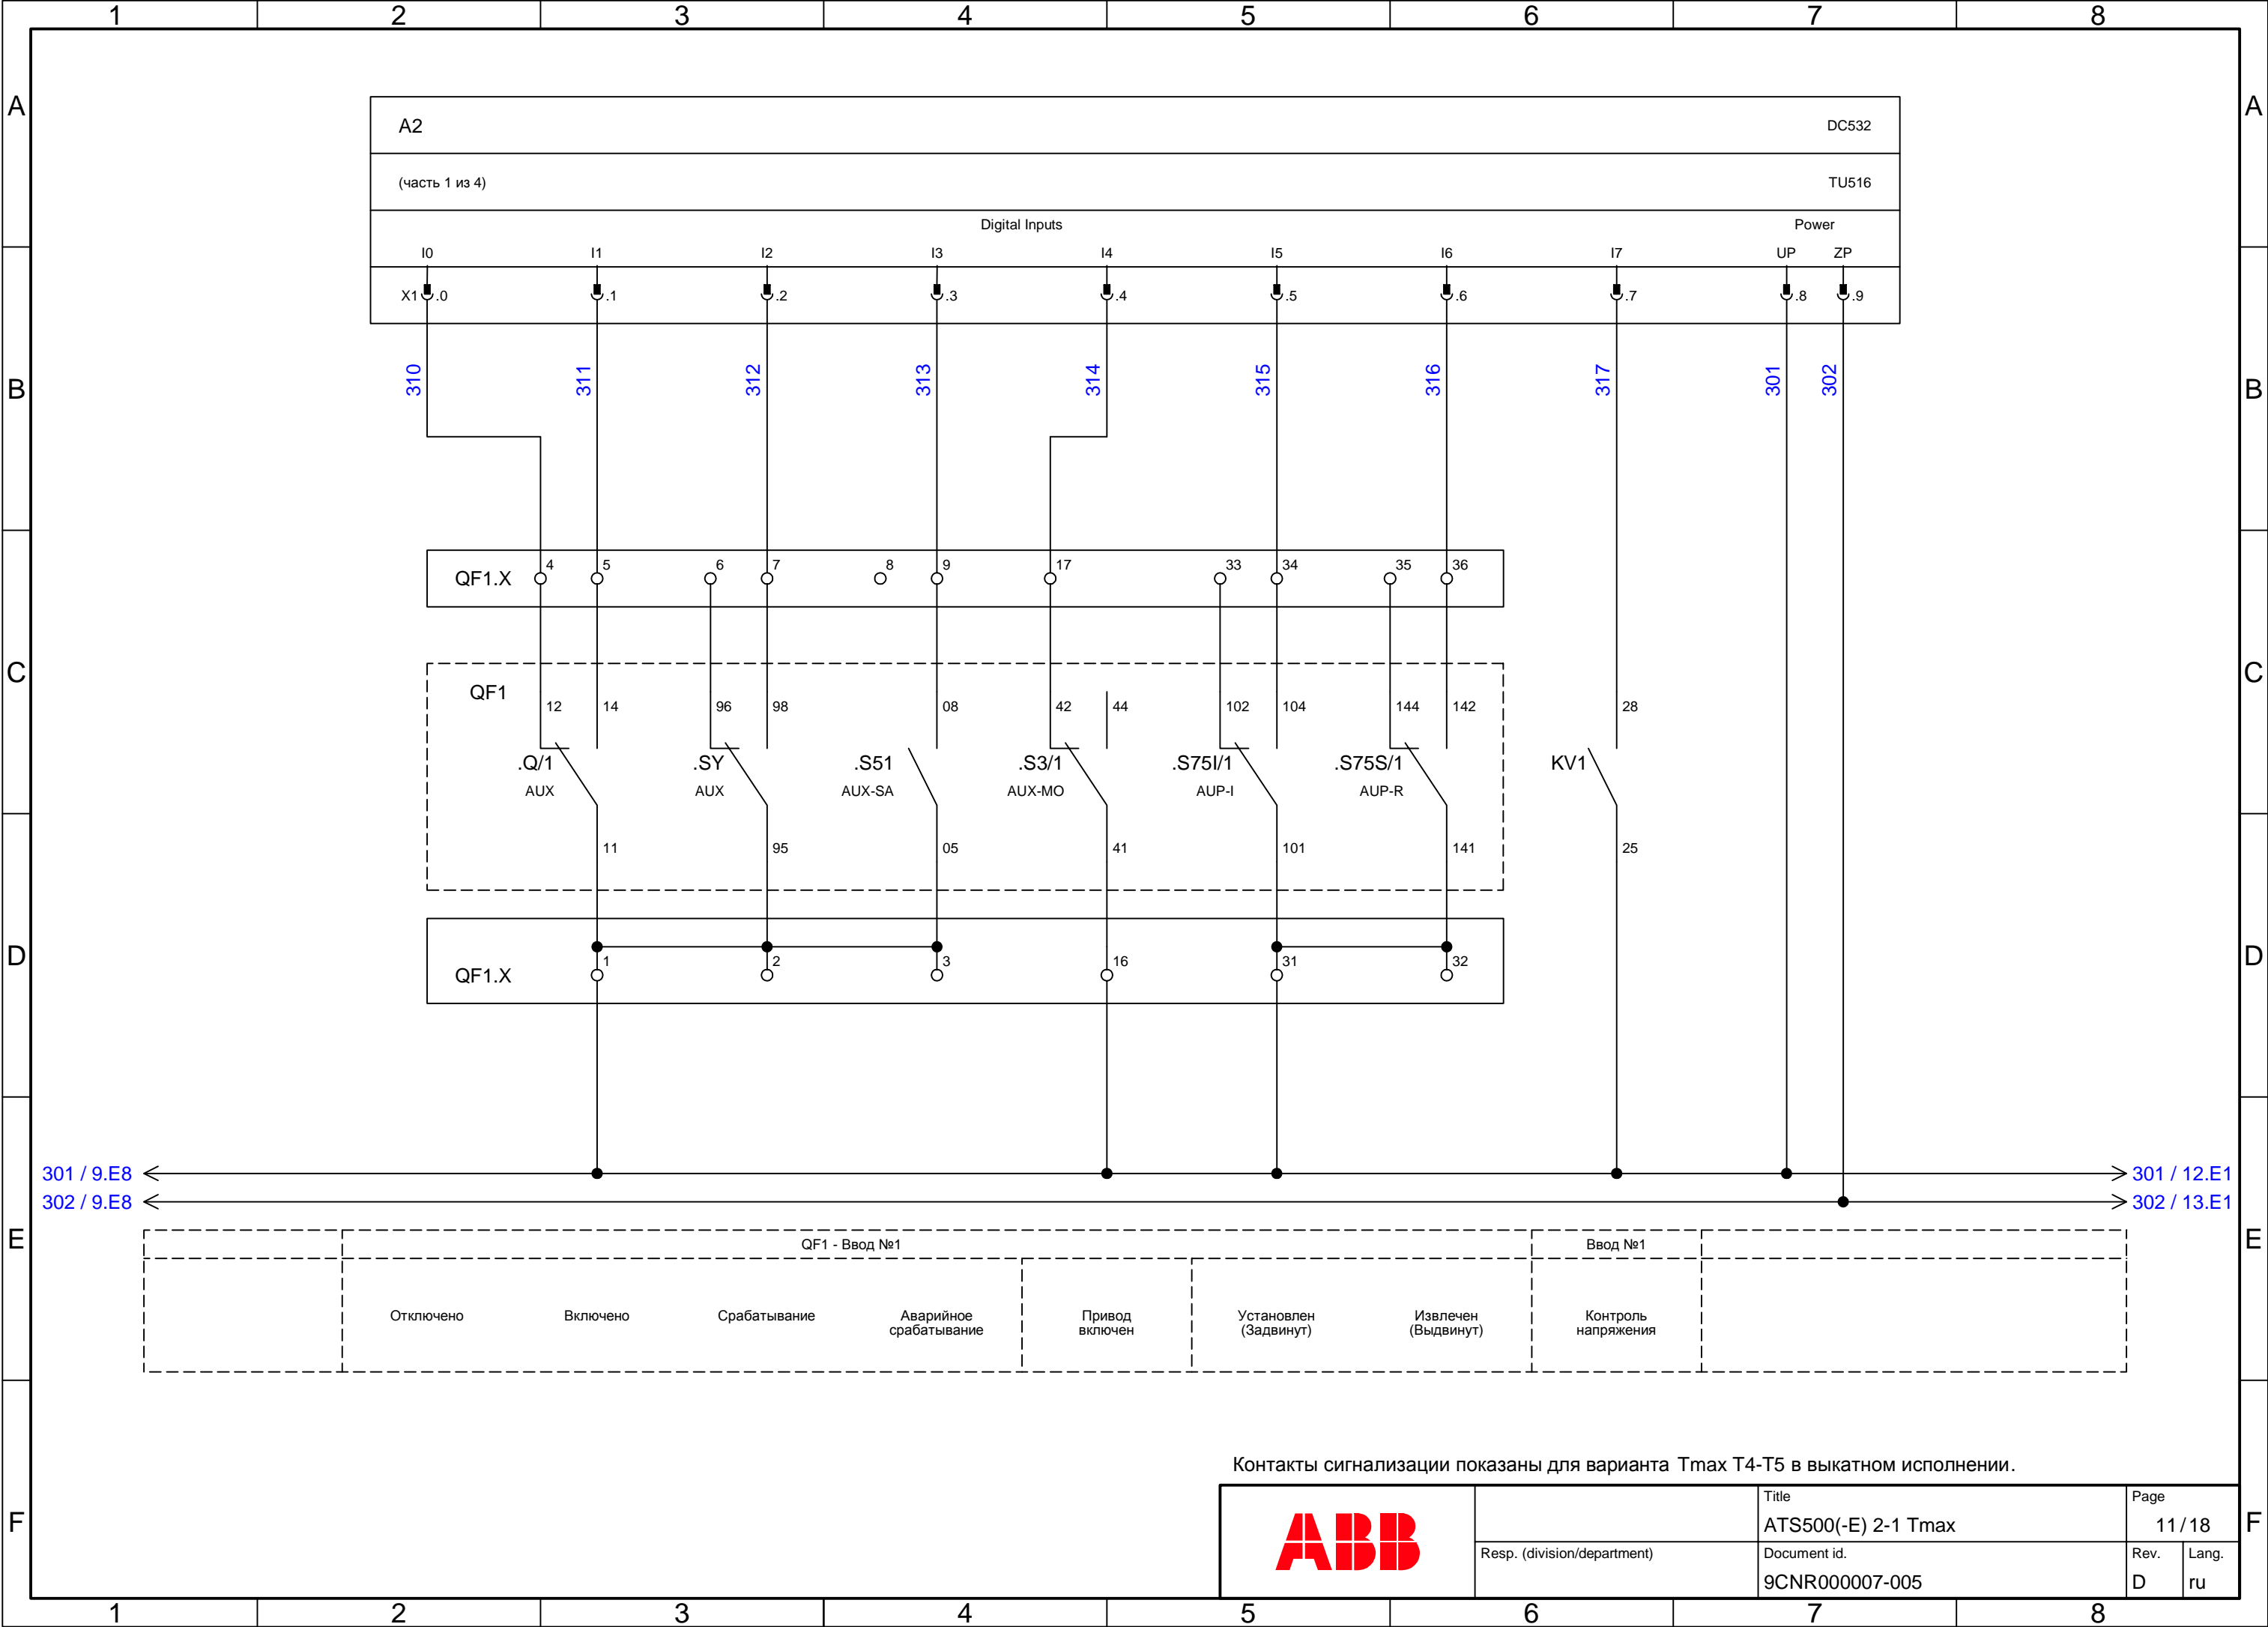 1 2 3 4 5 6 7 8
A A
A2 DC532
(часть 1 из 4) TU516
Digital Inputs Power
I0 I1 I2 I3 I4 I5 I6 I7 UP ZP
X1 .0 .1 .2 .3 .4 .5 .6 .7 .8 .9
310 311 312 313 314 315 316 317 301 302
B B
QF1.X 4 5 6 7 8 9 17 33 34 35 36
C C
QF1
12 14 96 98 08 42 44 102 104 144 142 28
.Q/1 .SY .S51 .S3/1 .S75I/1 .S75S/1 KV1
AUX AUX AUX-SA AUX-MO AUP-I AUP-R
11 95 05 41 101 141 25
D D
QF1.X 1 2 3 16 31 32
301 / 9.E8 301 / 12.E1
302 / 9.E8 302 / 13.E1
E E
QF1 - Ввод №1 Ввод №1
Отключено Включено Срабатывание Аварийное Привод Установлен Извлечен Контроль
срабатывание включен (Задвинут) (Выдвинут) напряжения
Контакты сигнализации показаны для варианта Tmax T4-T5 в выкатном исполнении.
F F
ABB
Title Page
ATS500(-E) 2-1 Tmax 11/18
Resp. (division/department) Document id. Rev. Lang.
9CNR000007-005 D ru
1 2 3 4 5 6 7 8